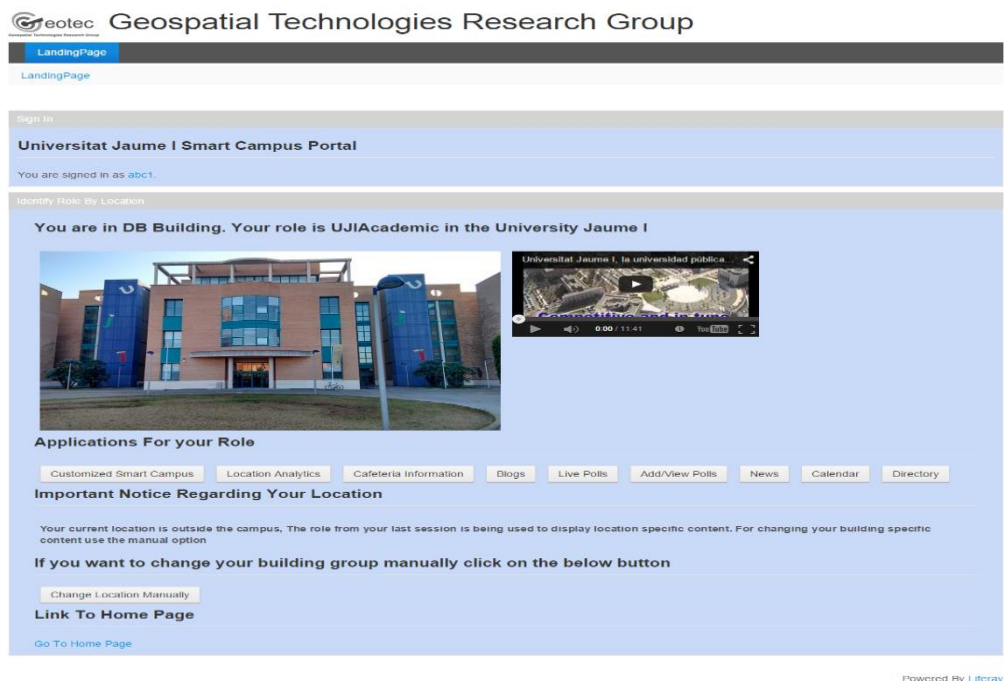 Geotec Geospatial Technologies Research Group
Geospatial Technologies Research Group
LandingPage
LandingPage
Sign In
Universitat Jaume I Smart Campus Portal
You are signed in as abc1.
Identify Role By Location
You are in DB Building. Your role is UJIAcademic in the University Jaume I
Universitat Jaume I, la universidad pública...
Competitive and in tune
0:00 / 11:41 YouTube
Applications For your Role
Customized Smart Campus Location Analytics Cafeteria Information Blogs Live Polls Add/View Polls News Calendar Directory
Important Notice Regarding Your Location
Your current location is outside the campus, The role from your last session is being used to display location specific content. For changing your building specific
content use the manual option
If you want to change your building group manually click on the below button
Change Location Manually
Link To Home Page
Go To Home Page
Powered By Liferay